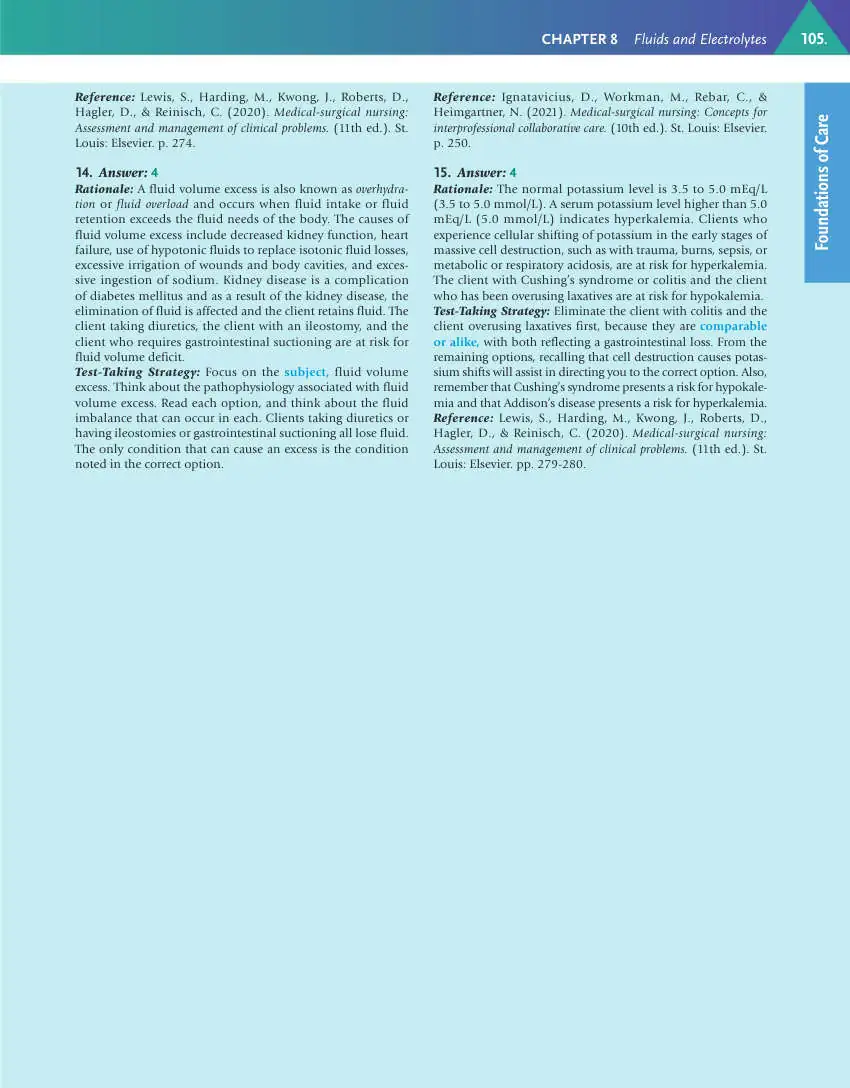 CHAPTER 8 Fluids and Electrolytes 105.
Reference: Lewis, S., Harding, M., Kwong, J., Roberts, D.,
Hagler, D., & Reinisch, C. (2020). Medical-surgical nursing:
Assessment and management of clinical problems. (11th ed.). St.
Louis: Elsevier. p. 274.
14. Answer: 4
Rationale: A fluid volume excess is also known as overhydra-
tion or fluid overload and occurs when fluid intake or fluid
retention exceeds the fluid needs of the body. The causes of
fluid volume excess include decreased kidney function, heart
failure, use of hypotonic fluids to replace isotonic fluid losses,
excessive irrigation of wounds and body cavities, and exces-
sive ingestion of sodium. Kidney disease is a complication
of diabetes mellitus and as a result of the kidney disease, the
elimination of fluid is affected and the client retains fluid. The
client taking diuretics, the client with an ileostomy, and the
client who requires gastrointestinal suctioning are at risk for
fluid volume deficit.
Test-Taking Strategy: Focus on the subject, fluid volume
excess. Think about the pathophysiology associated with fluid
volume excess. Read each option, and think about the fluid
imbalance that can occur in each. Clients taking diuretics or
having ileostomies or gastrointestinal suctioning all lose fluid.
The only condition that can cause an excess is the condition
noted in the correct option.
Reference: Ignatavicius, D., Workman, M., Rebar, C., &
Heimgartner, N. (2021). Medical-surgical nursing: Concepts for
interprofessional collaborative care. (10th ed.). St. Louis: Elsevier.
p. 250.
15. Answer: 4
Rationale: The normal potassium level is 3.5 to 5.0 mEq/L
(3.5 to 5.0 mmol/L). A serum potassium level higher than 5.0
mEq/L (5.0 mmol/L) indicates hyperkalemia. Clients who
experience cellular shifting of potassium in the early stages of
massive cell destruction, such as with trauma, burns, sepsis, or
metabolic or respiratory acidosis, are at risk for hyperkalemia.
The client with Cushing's syndrome or colitis and the client
who has been overusing laxatives are at risk for hypokalemia.
Test-Taking Strategy: Eliminate the client with colitis and the
client overusing laxatives first, because they are comparable
or alike, with both reflecting a gastrointestinal loss. From the
remaining options, recalling that cell destruction causes potas-
sium shifts will assist in directing you to the correct option. Also,
remember that Cushing's syndrome presents a risk for hypokale-
mia and that Addison's disease presents a risk for hyperkalemia.
Reference: Lewis, S., Harding, M., Kwong, J., Roberts, D.,
Hagler, D., & Reinisch, C. (2020). Medical-surgical nursing:
Assessment and management of clinical problems. (11th ed.). St.
Louis: Elsevier. pp. 279-280.
Foundations of Care